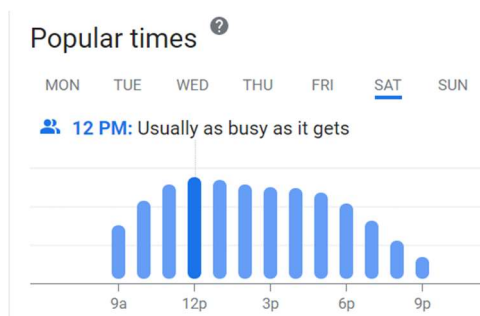 Popular times ?
MON TUE WED THU FRI SAT SUN
12 PM: Usually as busy as it gets
9a 12p 3p 6p 9p